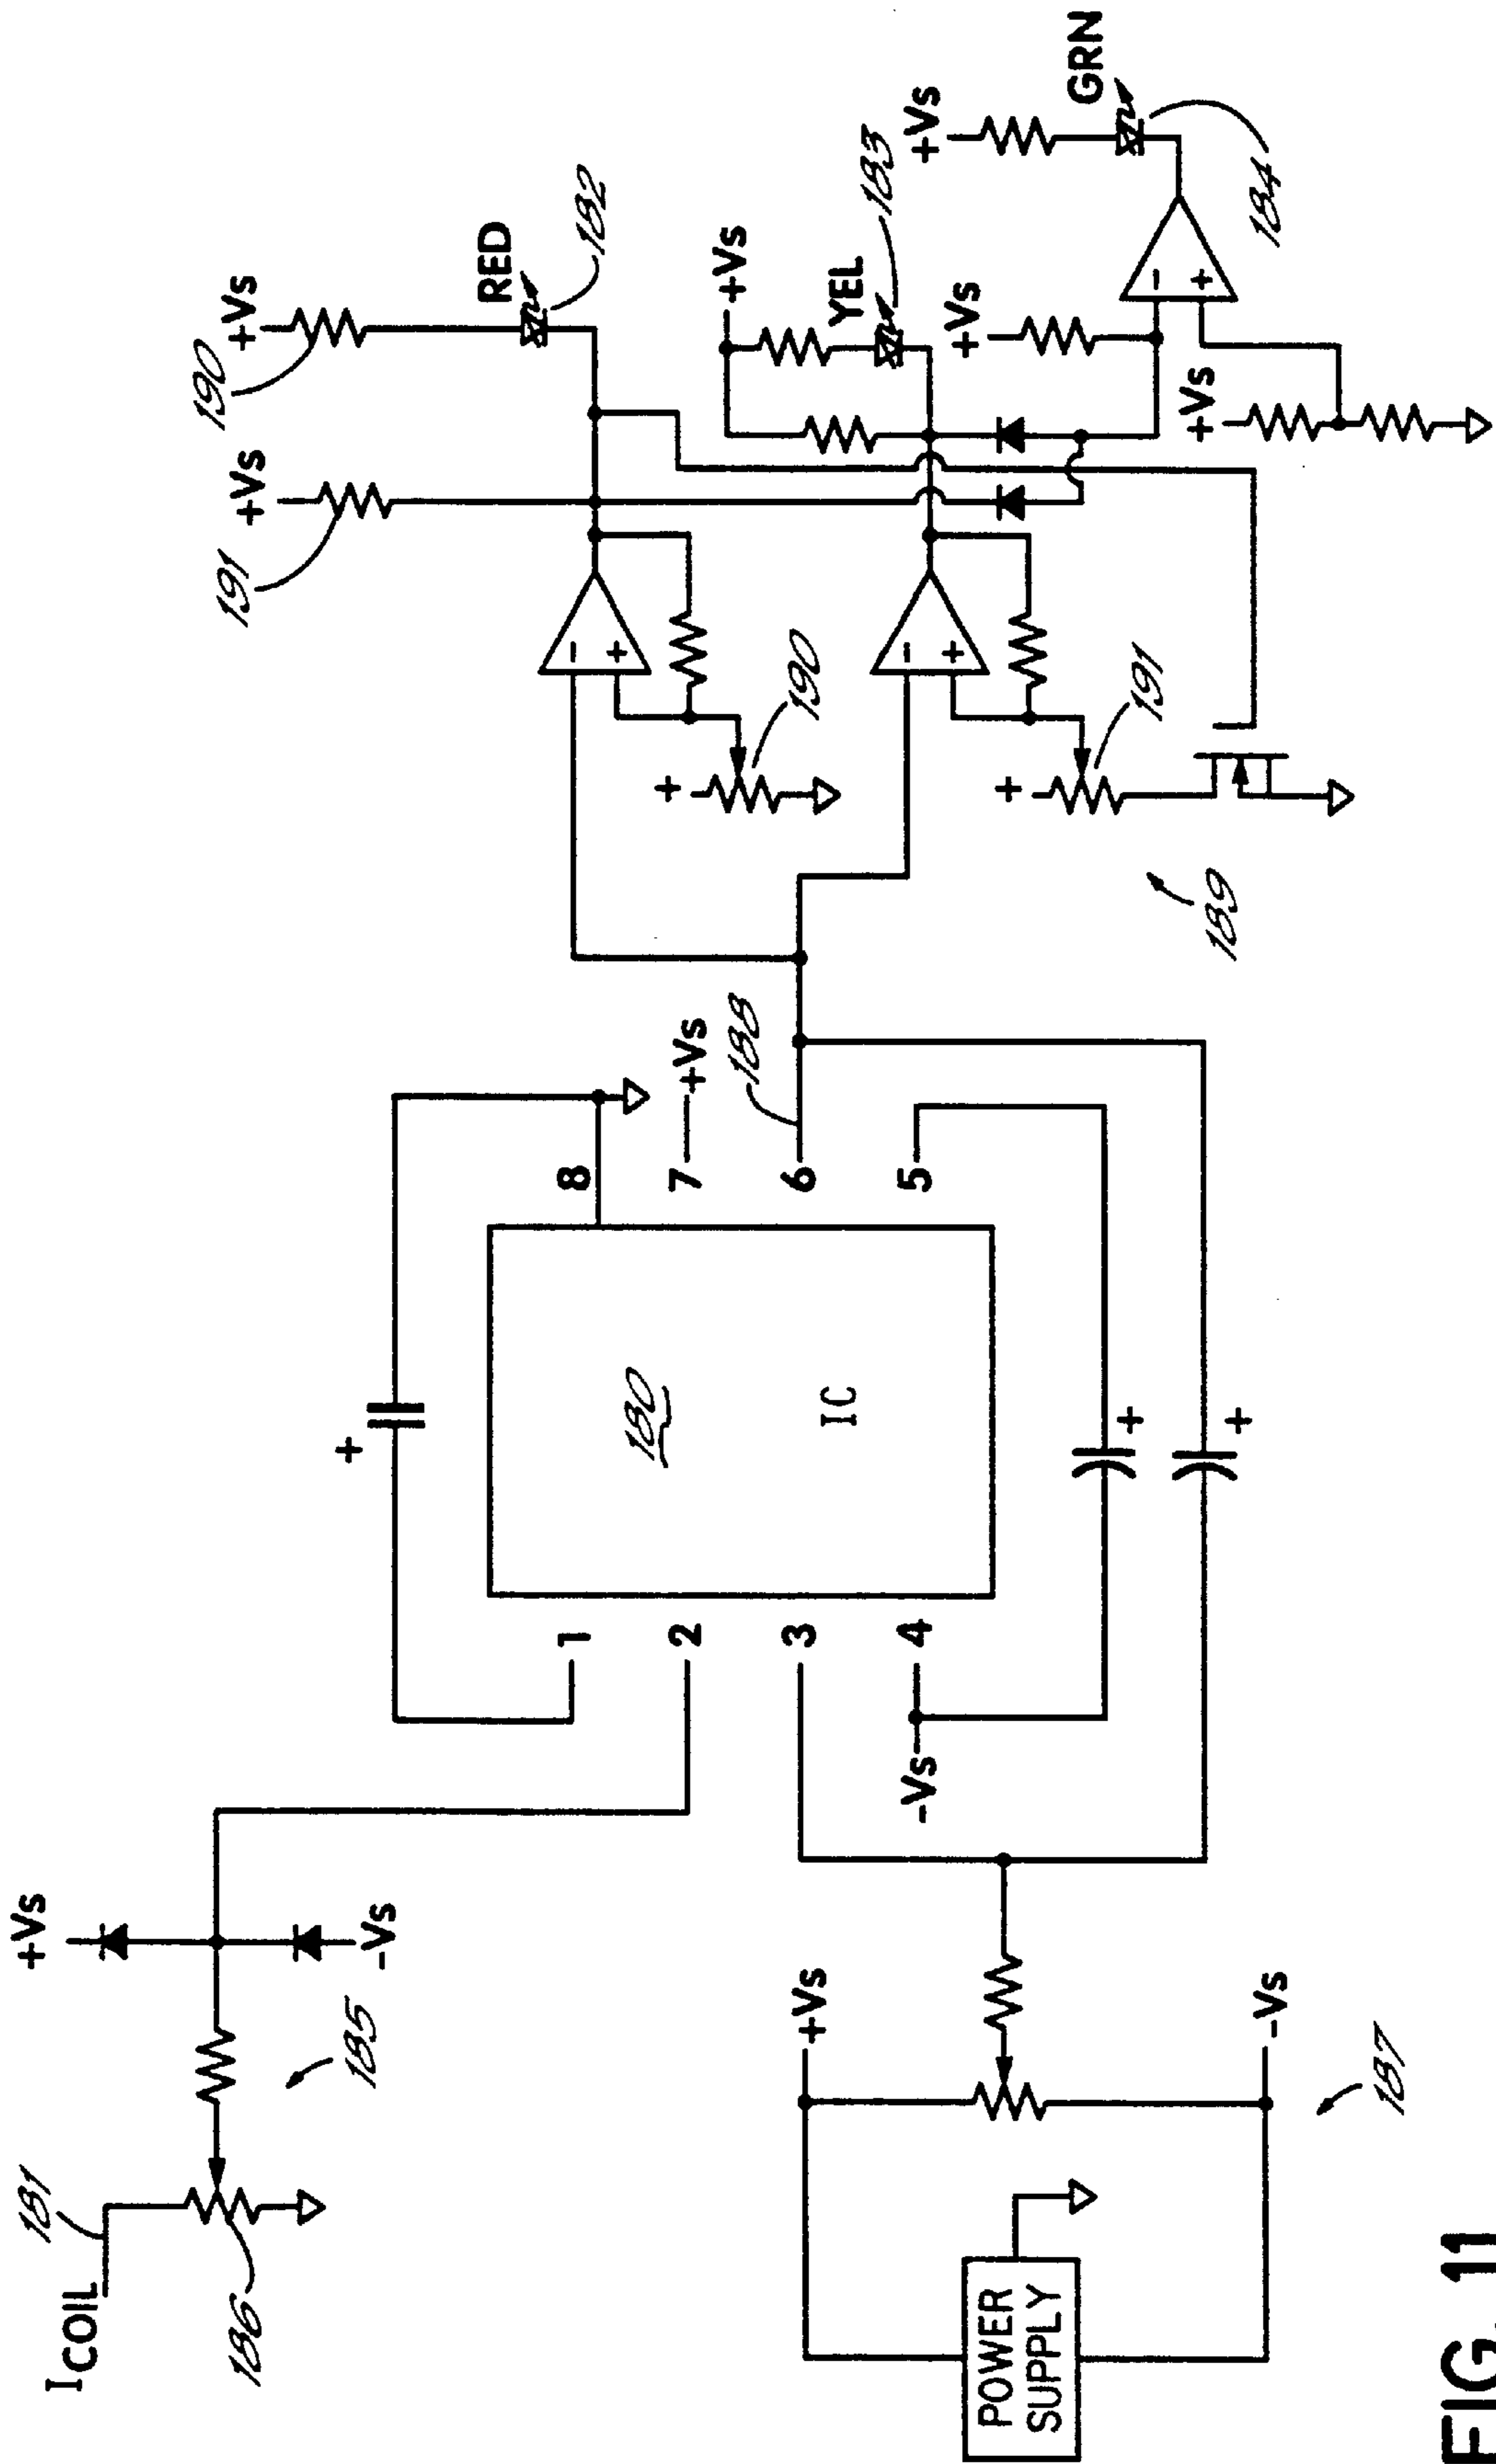 ICOIL
181
186
+Vs
-Vs
185
POWER
SUPPLY
+Vs
-Vs
187
1
2
3
4
-Vs
+
180
IC
+
+
8
7
+Vs
6
188
5
191
+Vs
190
+Vs
RED
182
-
+
+
190
-
+
+
191
189
+Vs
YEL
183
+Vs
+Vs
-
+
+Vs
GRN
184
FIG. 11